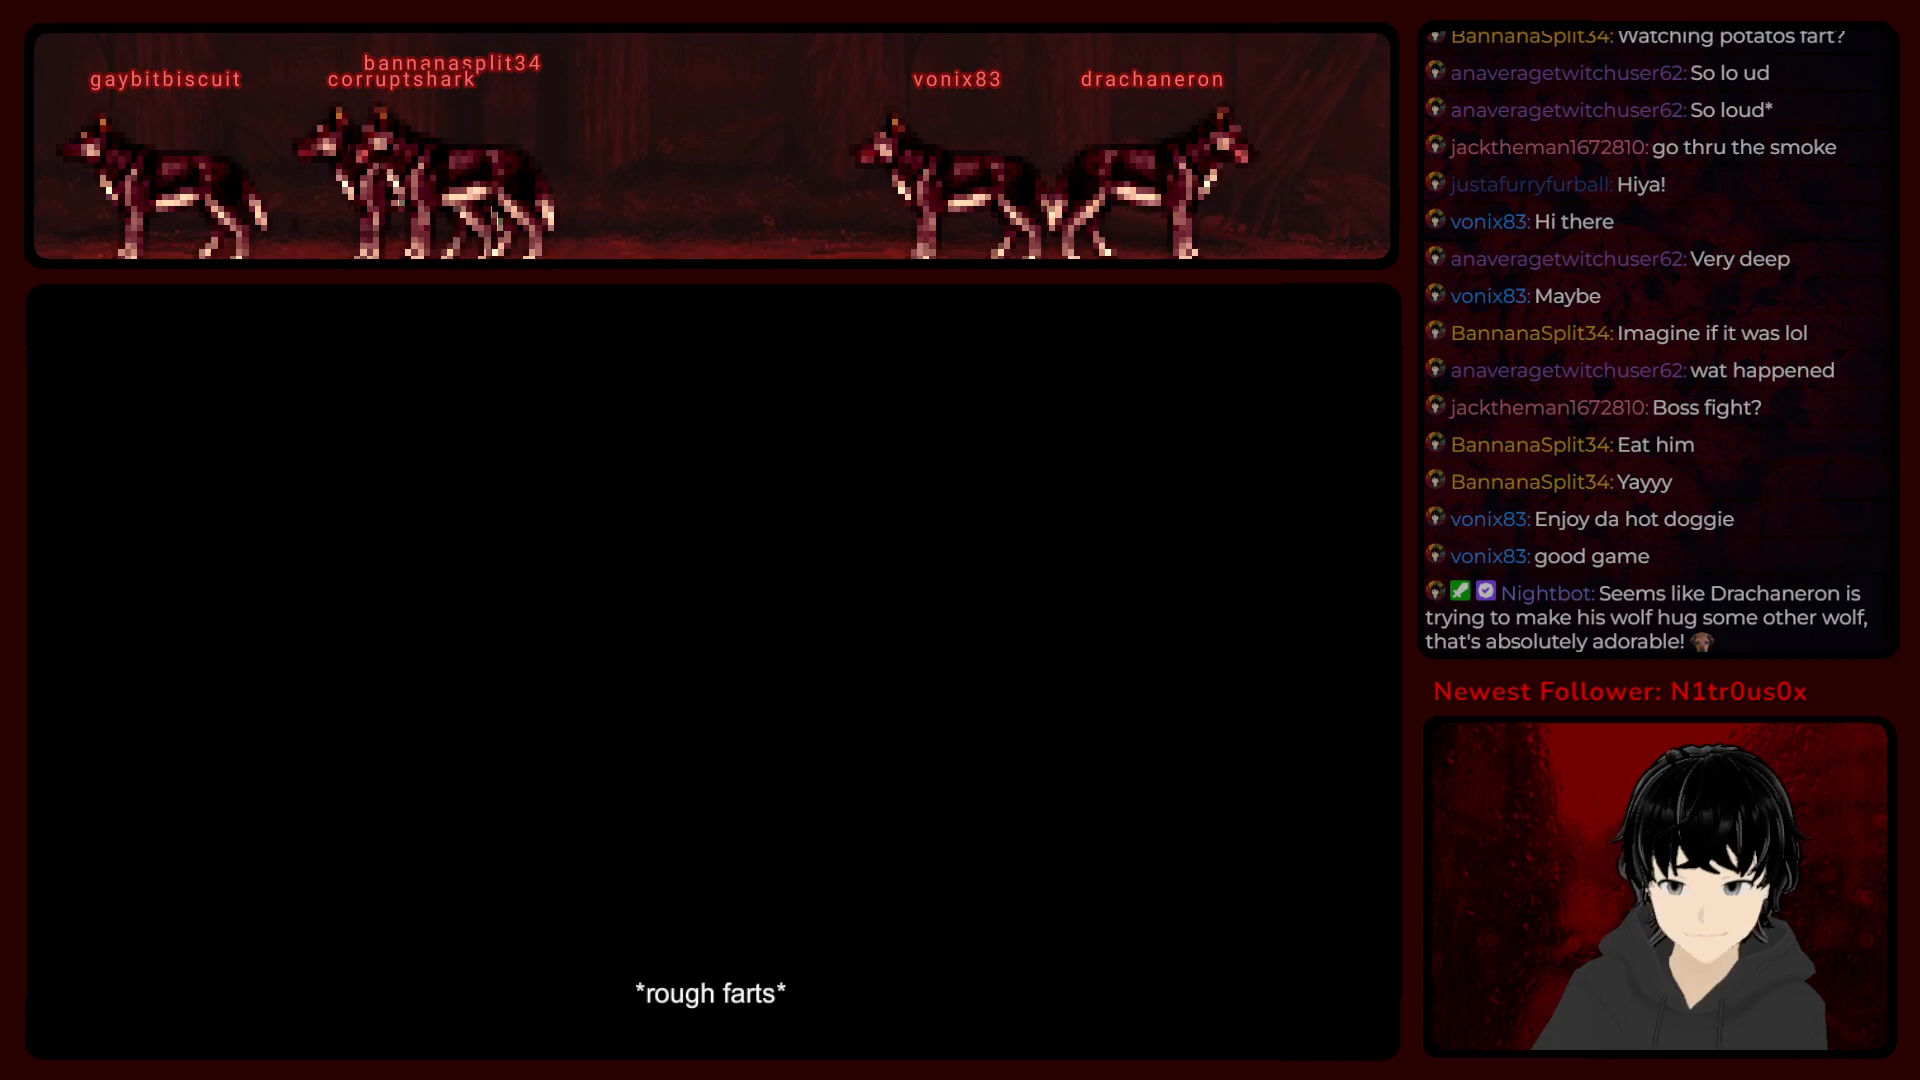 bannanasplit34
gaybitbiscuit
corruptshark
vonix83
drachaneron
*rough farts*
BannanaSplit34: Watching potatos fart?
anaveragetwitchuser62: So lo ud
anaveragetwitchuser62: So loud*
jacktheman1672810: go thru the smoke
justafurryfurball: Hiya!
vonix83: Hi there
anaveragetwitchuser62: Very deep
vonix83: Maybe
BannanaSplit34: Imagine if it was lol
anaveragetwitchuser62: wat happened
jacktheman1672810: Boss fight?
BannanaSplit34: Eat him
BannanaSplit34: Yayyy
vonix83: Enjoy da hot doggie
vonix83: good game
Nightbot: Seems like Drachaneron is
trying to make his wolf hug some other wolf,
that's absolutely adorable!
Newest Follower: N1tr0us0x